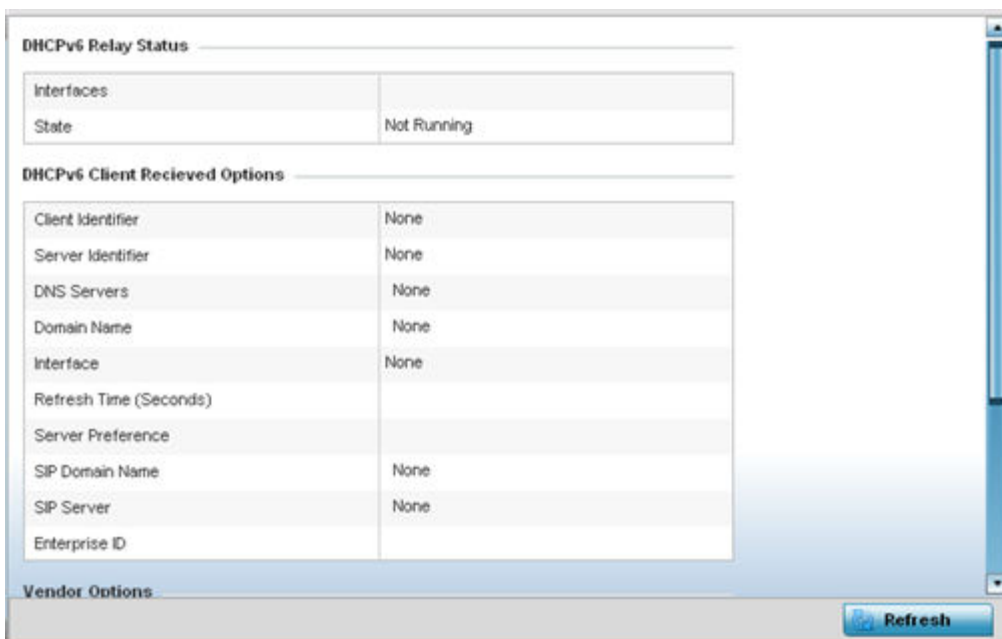 DHCPv6 Relay Status
Interfaces
State Not Running
DHCPv6 Client Recieved Options
Client Identifier None
Server Identifier None
DNS Servers None
Domain Name None
Interface None
Refresh Time (Seconds)
Server Preference
SIP Domain Name None
SIP Server None
Enterprise ID
Vendor Options
Refresh